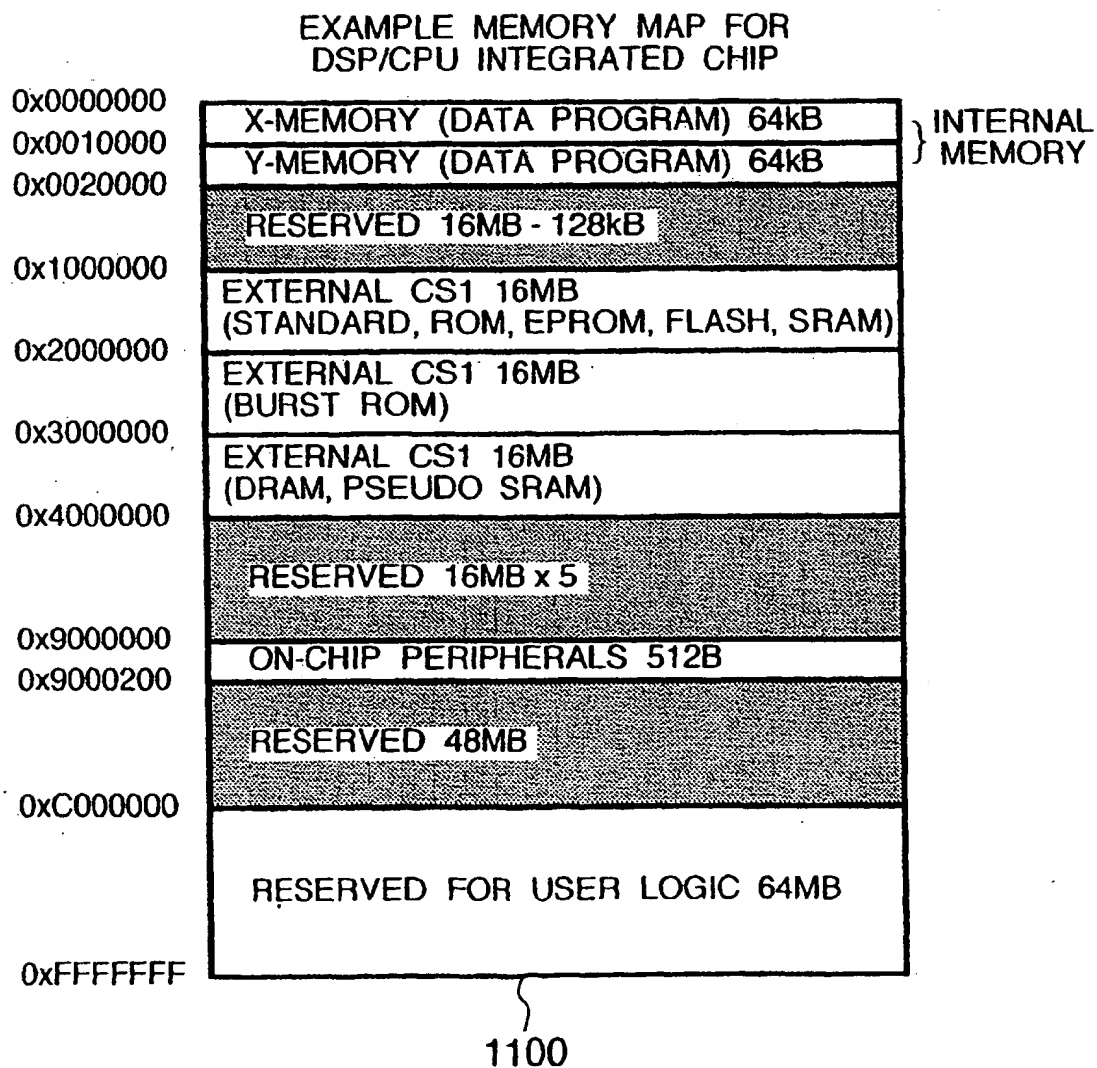 EXAMPLE MEMORY MAP FOR
DSP/CPU INTEGRATED CHIP
0x0000000
X-MEMORY (DATA PROGRAM) 64kB
INTERNAL
MEMORY
0x0010000
Y-MEMORY (DATA PROGRAM) 64kB
0x0020000
RESERVED 16MB - 128kB
0x1000000
EXTERNAL CS1 16MB
(STANDARD, ROM, EPROM, FLASH, SRAM)
0x2000000
EXTERNAL CS1 16MB
(BURST ROM)
0x3000000
EXTERNAL CS1 16MB
(DRAM, PSEUDO SRAM)
0x4000000
RESERVED 16MB x 5
0x9000000
ON-CHIP PERIPHERALS 512B
0x9000200
RESERVED 48MB
0xC000000
RESERVED FOR USER LOGIC 64MB
0xFFFFFFF
1100